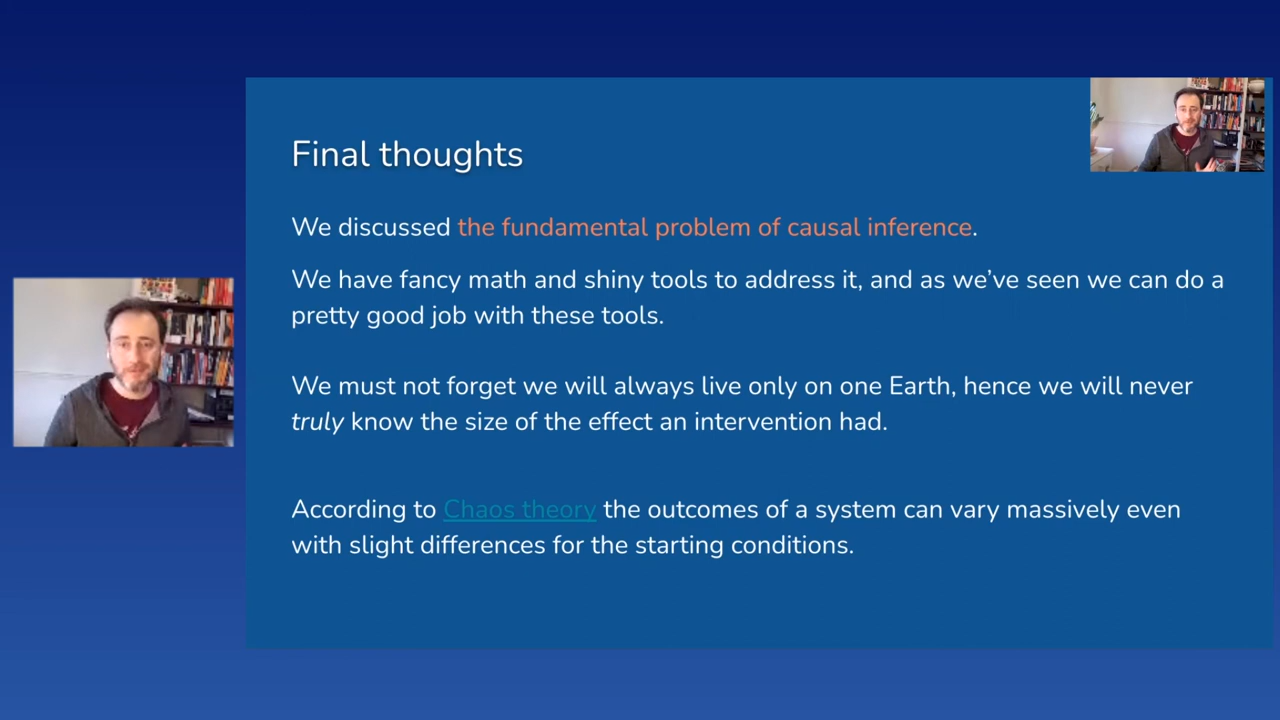 Final thoughts
We discussed the fundamental problem of causal inference.
We have fancy math and shiny tools to address it, and as we’ve seen we can do a
pretty good job with these tools.
We must not forget we will always live only on one Earth, hence we will never
truly know the size of the effect an intervention had.
According to Chaos theory the outcomes of a system can vary massively even
with slight differences for the starting conditions.